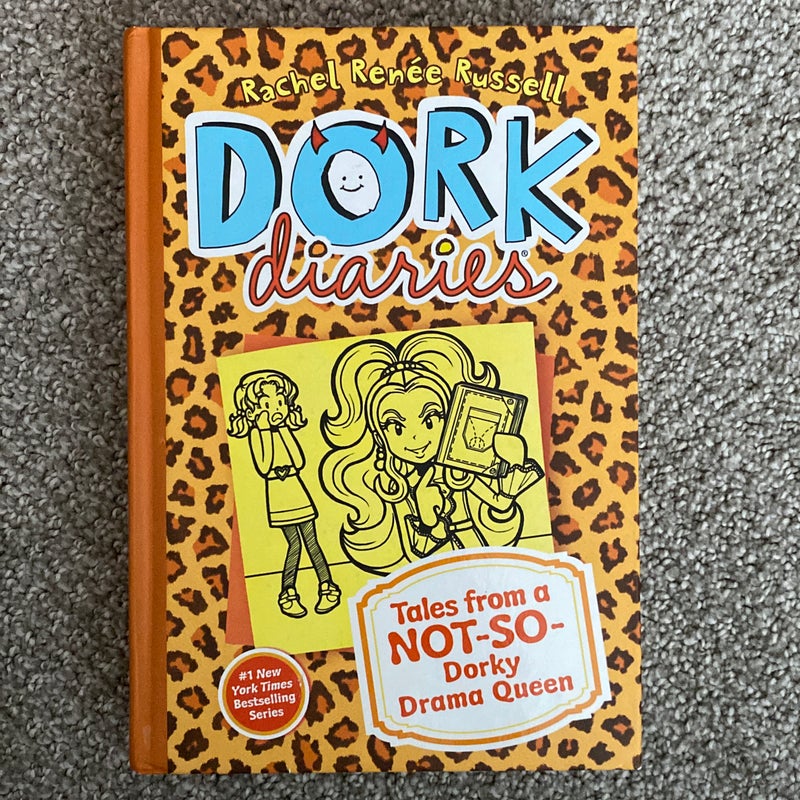 Rachel Renée Russell
DORK
diaries®
Tales from a
NOT-SO-
Dorky
Drama Queen
#1 New
York Times
Bestselling
Series